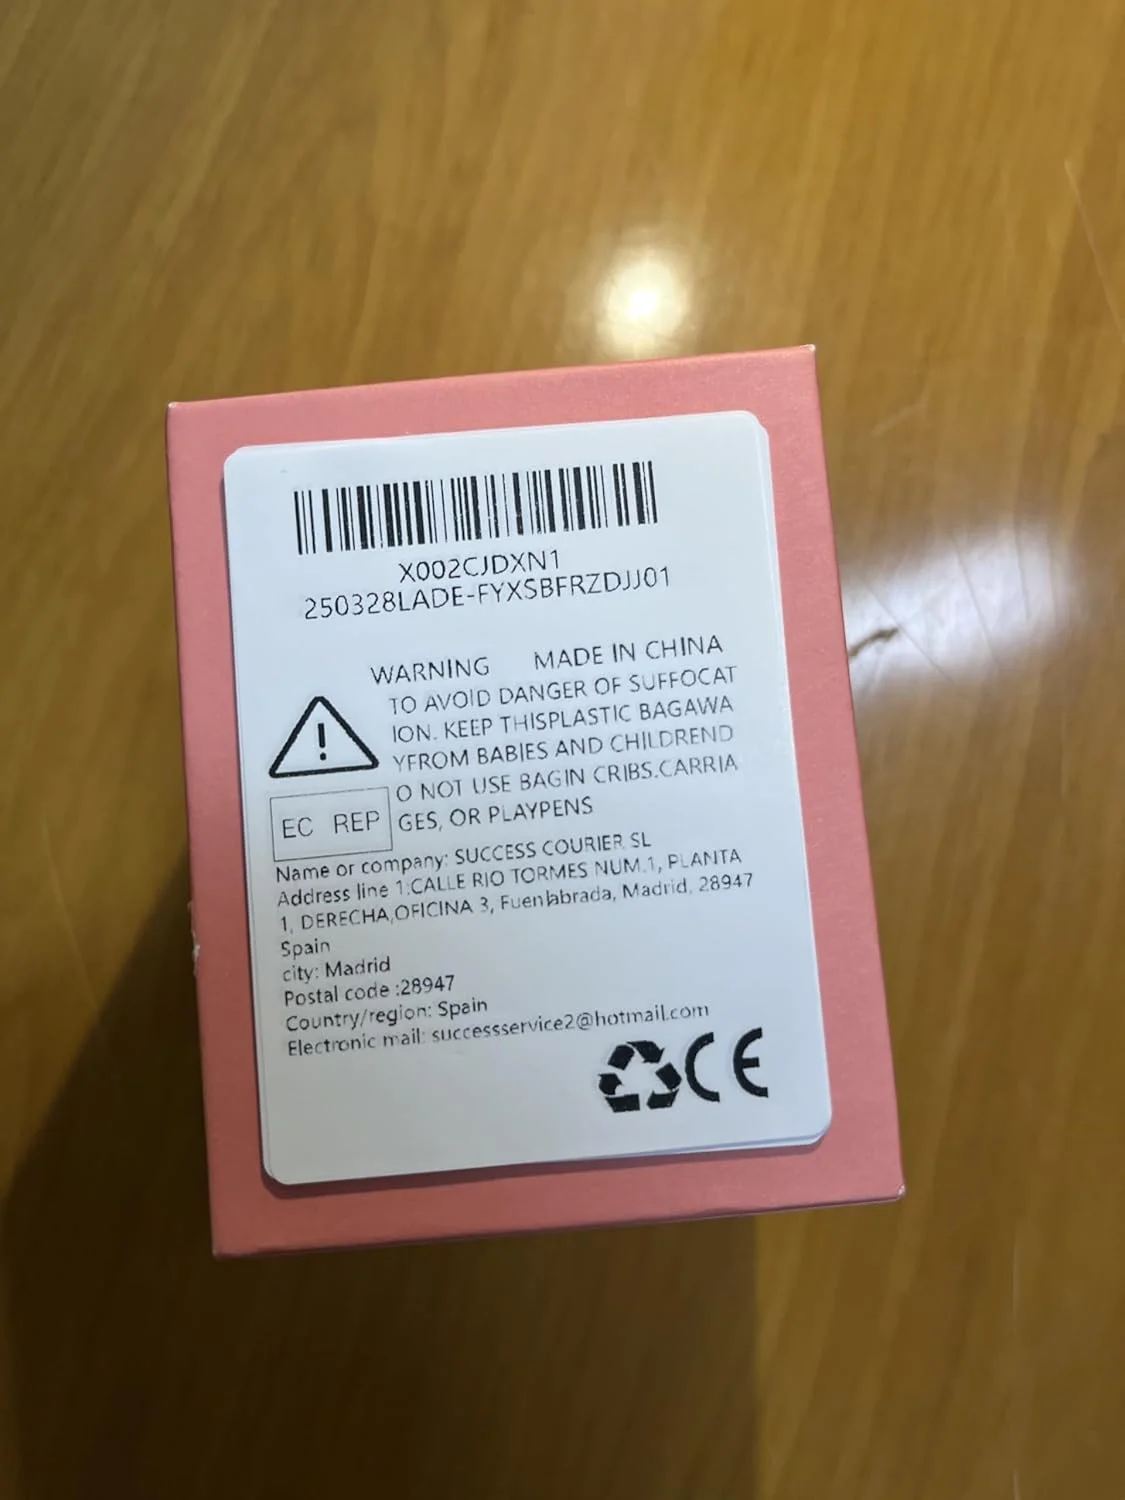 X002CJDXN1
250328LADE-FYXSBFRZDJJ01
WARNING MADE IN CHINA
TO AVOID DANGER OF SUFFOCAT
ION. KEEP THISPLASTIC BAGAWA
YFROM BABIES AND CHILDREND
O NOT USE BAGIN CRIBS.CARRIA
GES, OR PLAYPENS
EC REP
Name or company: SUCCESS COURIER SL
Address line 1:CALLE RIO TORMES NUM.1, PLANTA
1, DERECHA,OFICINA 3, Fuenlabrada, Madrid, 28947
Spain
city: Madrid
Postal code :28947
Country/region: Spain
Electronic mail: successservice2@hotmail.com
CE